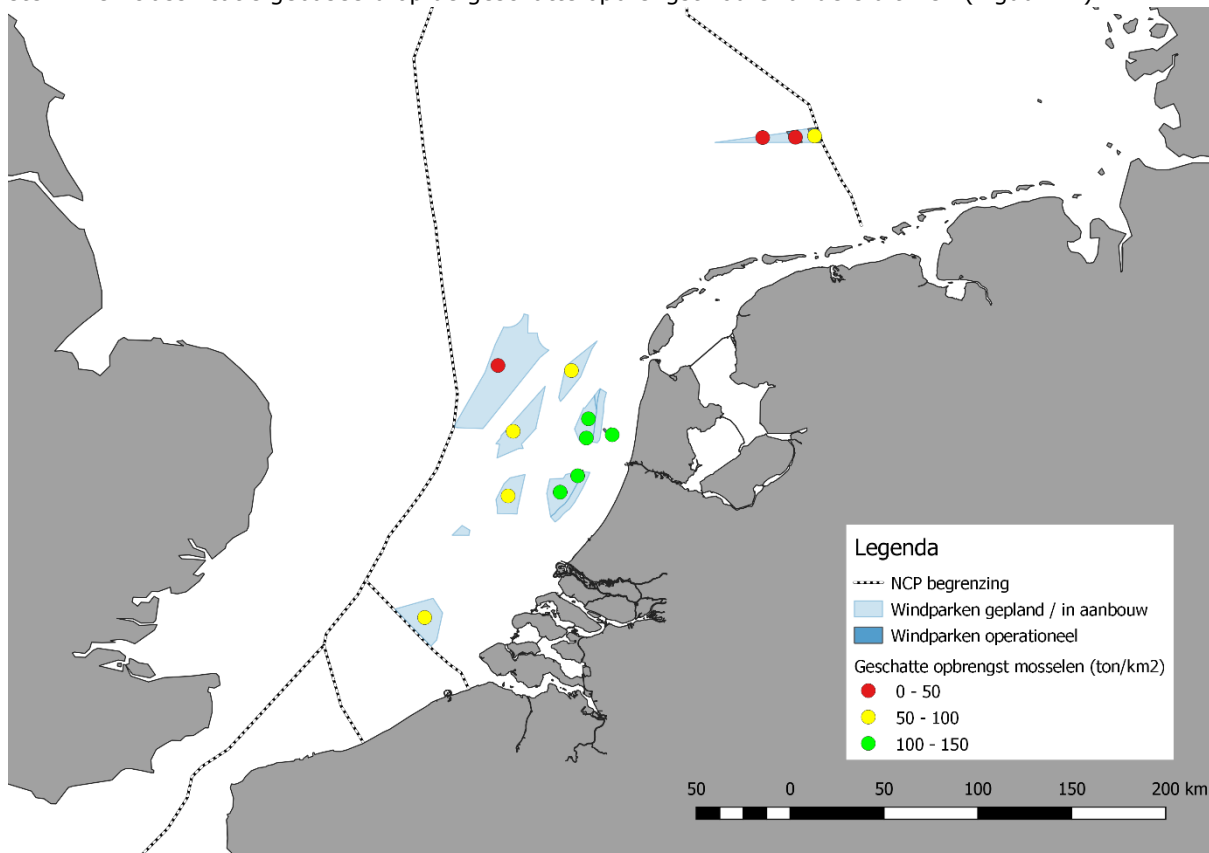 Legenda
NCP begrenzing
Windparken gepland / in aanbouw
Windparken operationeel
Geschatte opbrengst mosselen (ton/km2)
0 - 50
50 - 100
100 - 150
50 0 50 100 150 200 km